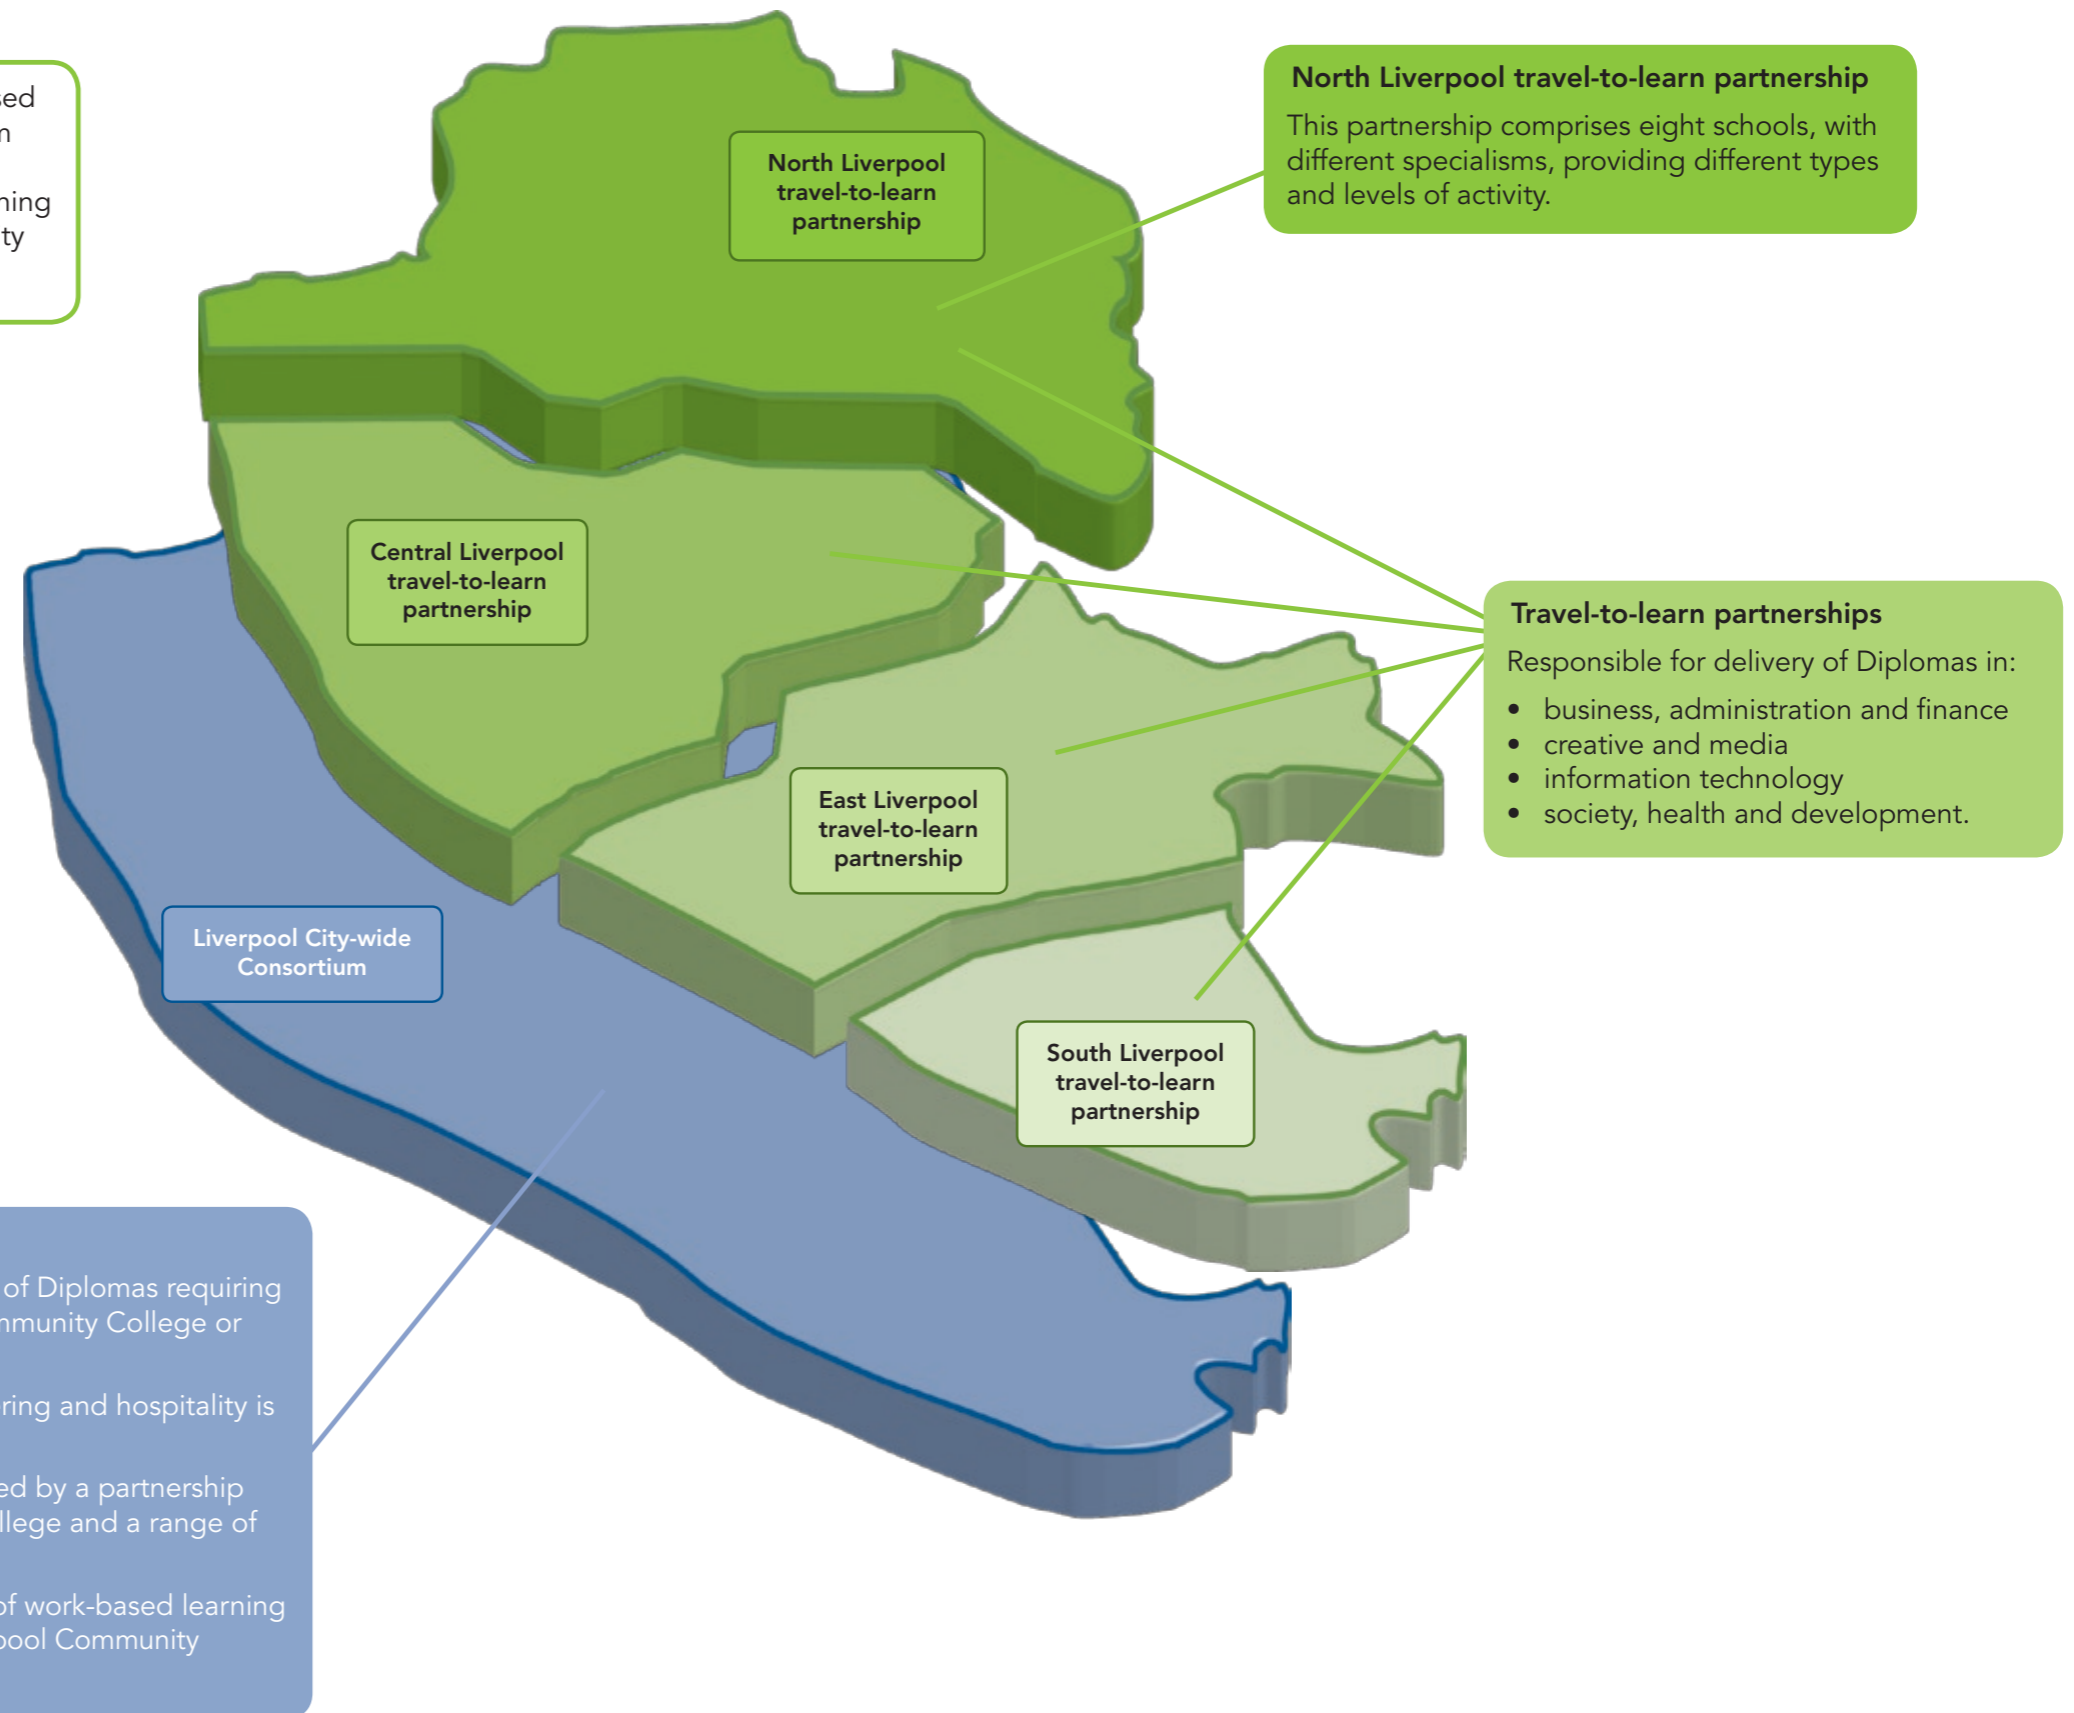 North Liverpool travel-to-learn partnership
This partnership comprises eight schools, with
different specialisms, providing different types
and levels of activity.
North Liverpool
travel-to-learn
partnership
Central Liverpool
travel-to-learn
partnership
Travel-to-learn partnerships
Responsible for delivery of Diplomas in:
• business, administration and finance
• creative and media
• information technology
• society, health and development.
East Liverpool
travel-to-learn
partnership
Liverpool City-wide
Consortium
South Liverpool
travel-to-learn
partnership
of Diplomas requiring
College or
and hospitality is
by a partnership
and a range of
of work-based learning
Community